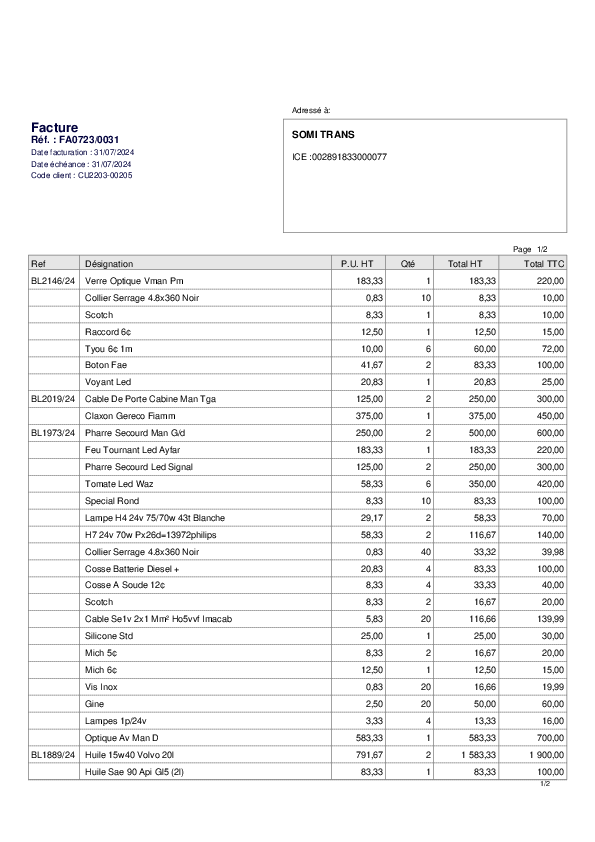 Adressé à:
Facture
Réf. : FA0723/0031
Date facturation : 31/07/2024
Date échéance : 31/07/2024
Code client : CU2203-00205
SOMI TRANS
ICE :002891833000077
Page 1/2
Ref Désignation P.U. HT Qté Total HT Total TTC
BL2146/24 Verre Optique Vman Pm 183,33 1 183,33 220,00
Collier Serrage 4.8x360 Noir 0,83 10 8,33 10,00
Scotch 8,33 1 8,33 10,00
Raccord 6¢ 12,50 1 12,50 15,00
Tyou 6¢ 1m 10,00 6 60,00 72,00
Boton Fae 41,67 2 83,33 100,00
Voyant Led 20,83 1 20,83 25,00
BL2019/24 Cable De Porte Cabine Man Tga 125,00 2 250,00 300,00
Claxon Gereco Fiamm 375,00 1 375,00 450,00
BL1973/24 Pharre Secourd Man G/d 250,00 2 500,00 600,00
Feu Tournant Led Ayfar 183,33 1 183,33 220,00
Pharre Secourd Led Signal 125,00 2 250,00 300,00
Tomate Led Waz 58,33 6 350,00 420,00
Special Rond 8,33 10 83,33 100,00
Lampe H4 24v 75/70w 43t Blanche 29,17 2 58,33 70,00
H7 24v 70w Px26d=13972philips 58,33 2 116,67 140,00
Collier Serrage 4.8x360 Noir 0,83 40 33,32 39,98
Cosse Batterie Diesel + 20,83 4 83,33 100,00
Cosse A Soude 12¢ 8,33 4 33,33 40,00
Scotch 8,33 2 16,67 20,00
Cable Se1v 2x1 Mm² Ho5vvf Imacab 5,83 20 116,66 139,99
Silicone Std 25,00 1 25,00 30,00
Mich 5¢ 8,33 2 16,67 20,00
Mich 6¢ 12,50 1 12,50 15,00
Vis Inox 0,83 20 16,66 19,99
Gine 2,50 20 50,00 60,00
Lampes 1p/24v 3,33 4 13,33 16,00
Optique Av Man D 583,33 1 583,33 700,00
BL1889/24 Huile 15w40 Volvo 20l 791,67 2 1 583,33 1 900,00
Huile Sae 90 Api Gl5 (2l) 83,33 1 83,33 100,00
1/2